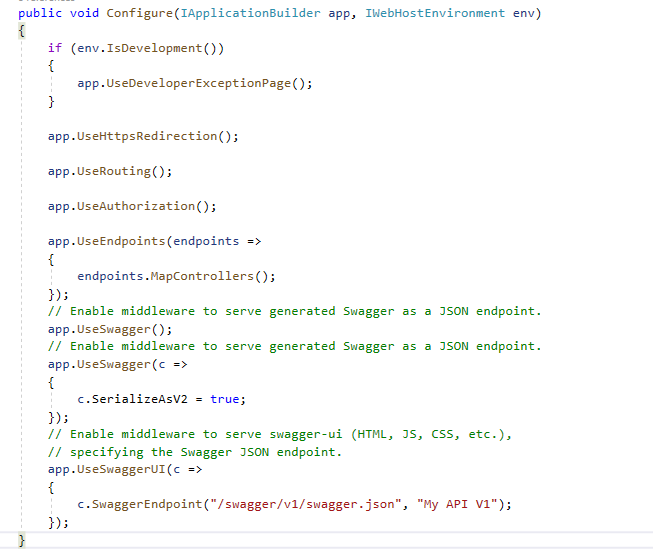 public void Configure(IApplicationBuilder app, IWebHostEnvironment env)
{
    if (env.IsDevelopment())
    {
        app.UseDeveloperExceptionPage();
    }

    app.UseHttpsRedirection();

    app.UseRouting();

    app.UseAuthorization();

    app.UseEndpoints(endpoints =>
    {
        endpoints.MapControllers();
    });
    // Enable middleware to serve generated Swagger as a JSON endpoint.
    app.UseSwagger();
    // Enable middleware to serve generated Swagger as a JSON endpoint.
    app.UseSwagger(c =>
    {
        c.SerializeAsV2 = true;
    });
    // Enable middleware to serve swagger-ui (HTML, JS, CSS, etc.),
    // specifying the Swagger JSON endpoint.
    app.UseSwaggerUI(c =>
    {
        c.SwaggerEndpoint("/swagger/v1/swagger.json", "My API V1");
    });
}